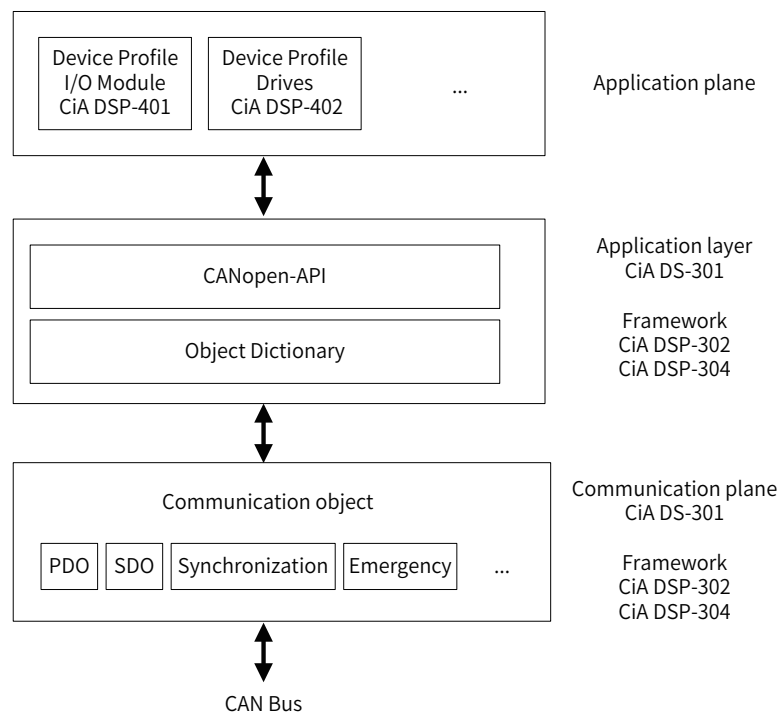 Device Profile
I/O Module
CiA DSP-401
Device Profile
Drives
CiA DSP-402
...
Application plane
CANopen-API
Object Dictionary
Application layer
CiA DS-301
Framework
CiA DSP-302
CiA DSP-304
Communication object
PDO
SDO
Synchronization
Emergency
...
Communication plane
CiA DS-301
Framework
CiA DSP-302
CiA DSP-304
CAN Bus